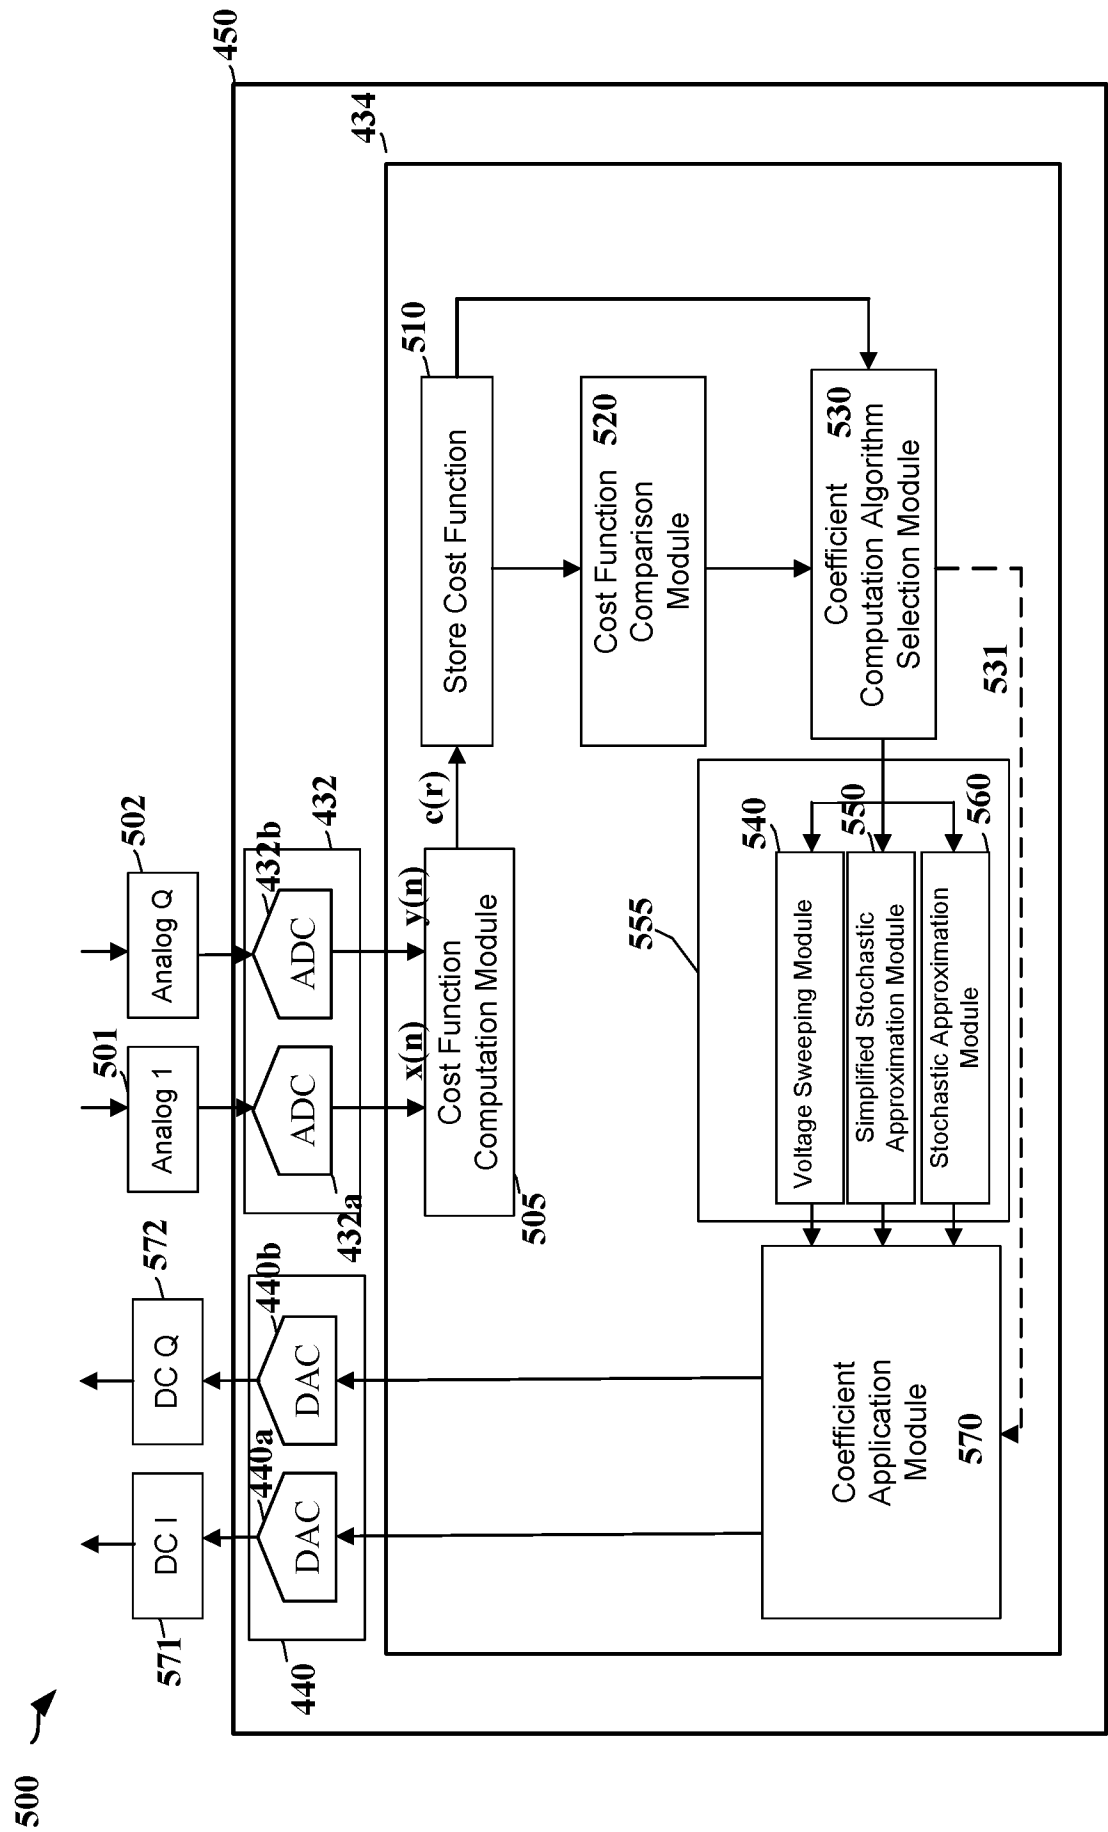 500
571
DC I
572
DC Q
501
Analog 1
502
Analog Q
450
440
440a
DAC
440b
DAC
432a
ADC
432b
ADC
432
434
x(n)
y(n)
505
Cost Function
Computation Module
c(r)
510
Store Cost Function
Cost Function
Comparison
Module
520
Coefficient
Computation Algorithm
Selection Module
530
531
555
540
Voltage Sweeping Module
550
Simplified Stochastic
Approximation Module
560
Stochastic Approximation
Module
Coefficient
Application
Module
570